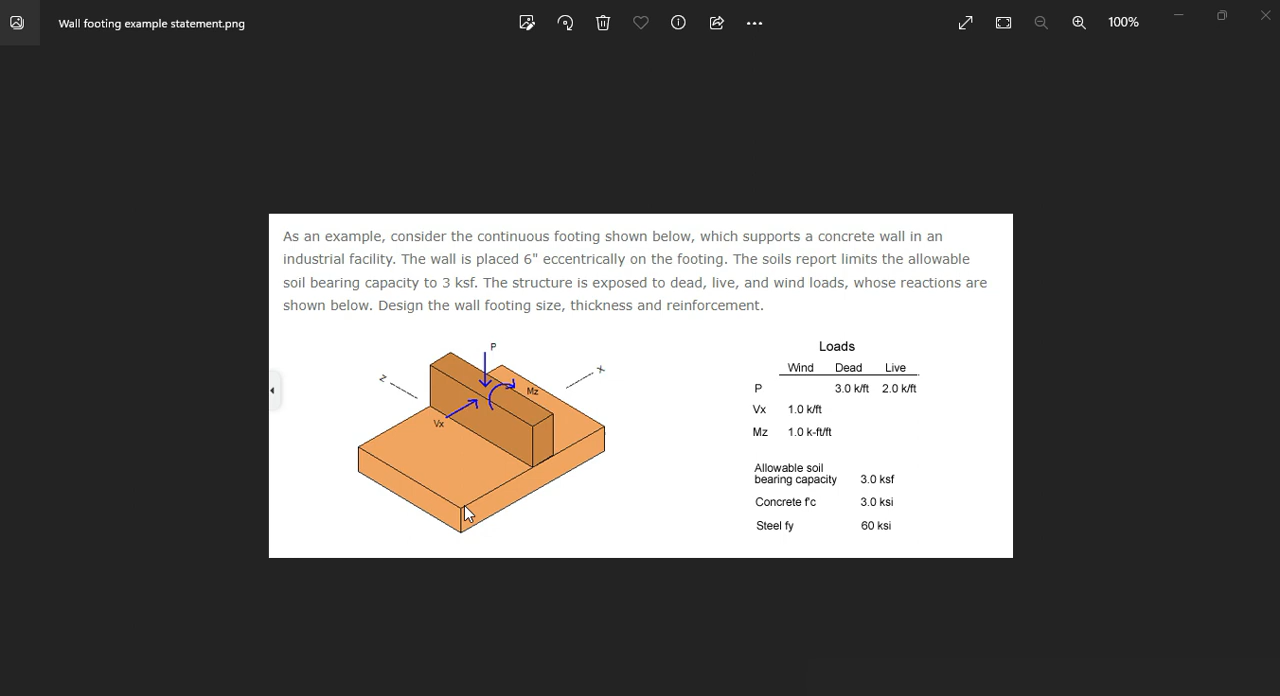 Wall footing example statement.png
100%
As an example, consider the continuous footing shown below, which supports a concrete wall in an
industrial facility. The wall is placed 6" eccentrically on the footing. The soils report limits the allowable
soil bearing capacity to 3 ksf. The structure is exposed to dead, live, and wind loads, whose reactions are
shown below. Design the wall footing size, thickness and reinforcement.
P
Z
X
Mz
Vx
Loads
Wind Dead Live
P 3.0 k/ft 2.0 k/ft
Vx 1.0 k/ft
Mz 1.0 k-ft/ft
Allowable soil
bearing capacity 3.0 ksf
Concrete f'c 3.0 ksi
Steel fy 60 ksi